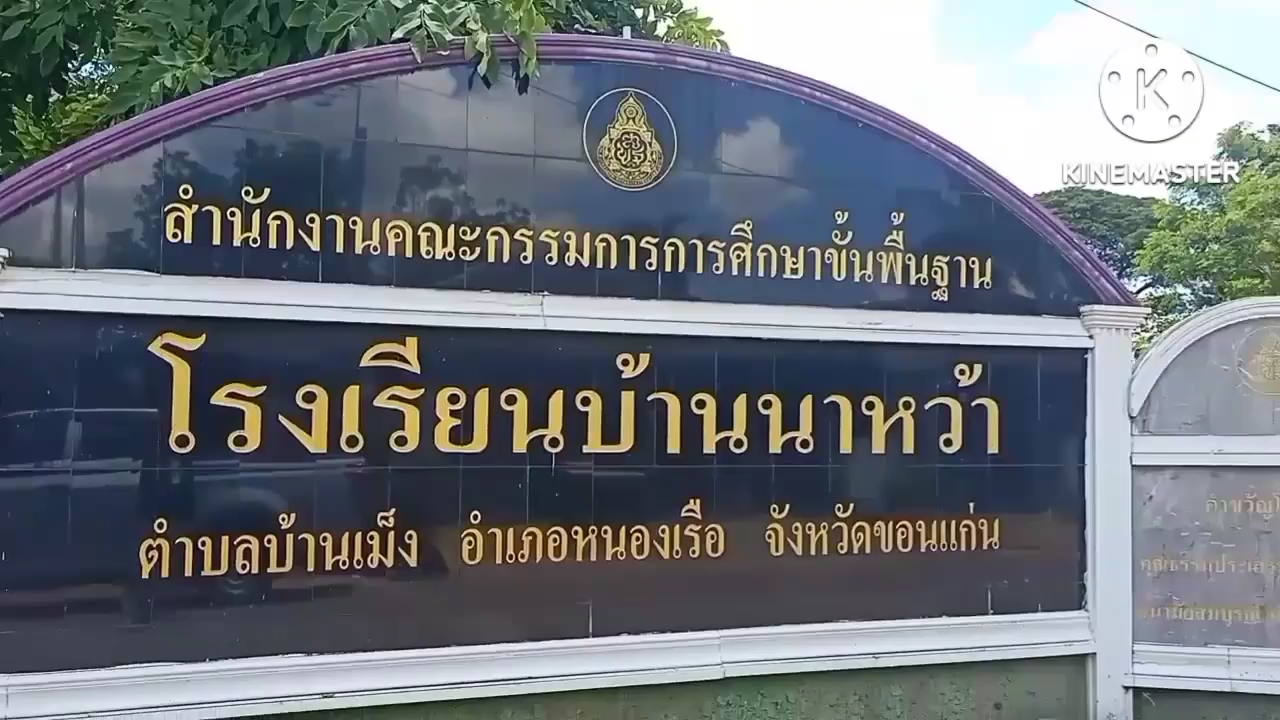 สำนักงานคณะกรรมการการศึกษาขั้นพื้นฐาน
โรงเรียนบ้านนาหว้า
ตำบลบ้านเม็ง อำเภอหนองเรือ จังหวัดขอนแก่น
K
KINEMASTER